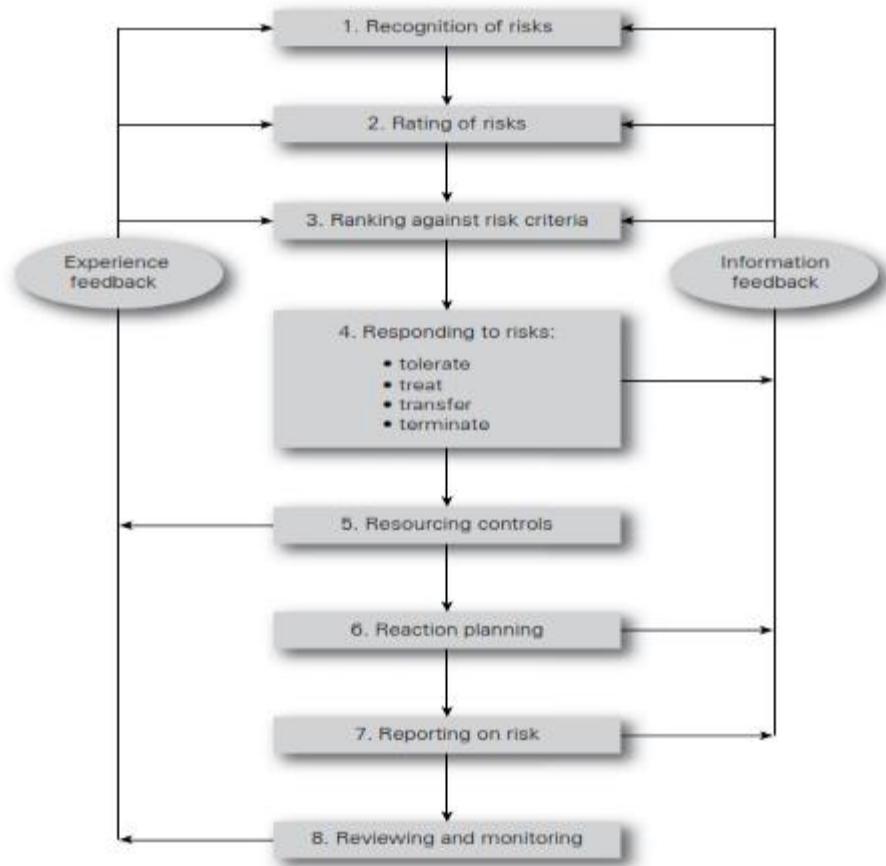 1. Recognition of risks
2. Rating of risks
3. Ranking against risk criteria
Experience
feedback
Information
feedback
4. Responding to risks:
• tolerate
• treat
• transfer
• terminate
5. Resourcing controls
6. Reaction planning
7. Reporting on risk
8. Reviewing and monitoring